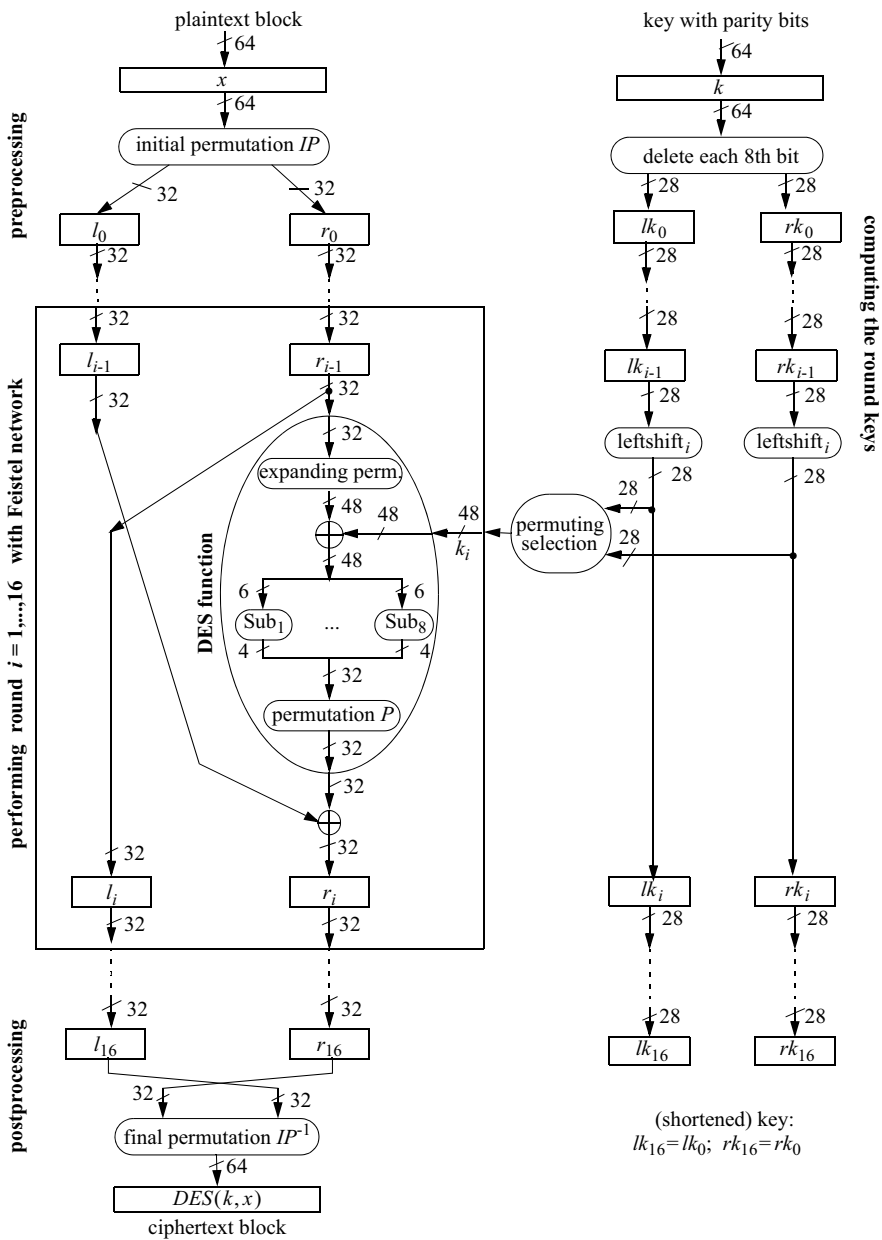 plaintext block
64
x
64
initial permutation IP
32
32
l0
r0
32
32
32
32
li-1
ri-1
32
32
32
expanding perm.
48
48
48
ki
48
6
6
Sub1
...
Sub8
4
4
32
permutation P
32
32
32
32
li
ri
32
32
32
32
l16
r16
32
32
final permutation IP-1
64
DES(k,x)
ciphertext block
preprocessing
performing round i = 1,...,16 with Feistel network
DES function
postprocessing
key with parity bits
64
k
64
delete each 8th bit
28
28
lk0
rk0
28
28
28
28
lki-1
rki-1
28
28
leftshifti
leftshifti
28
28
28
28
permuting
selection
lki
rki
28
28
28
28
lk16
rk16
computing the round keys
(shortened) key:
lk16=lk0; rk16=rk0